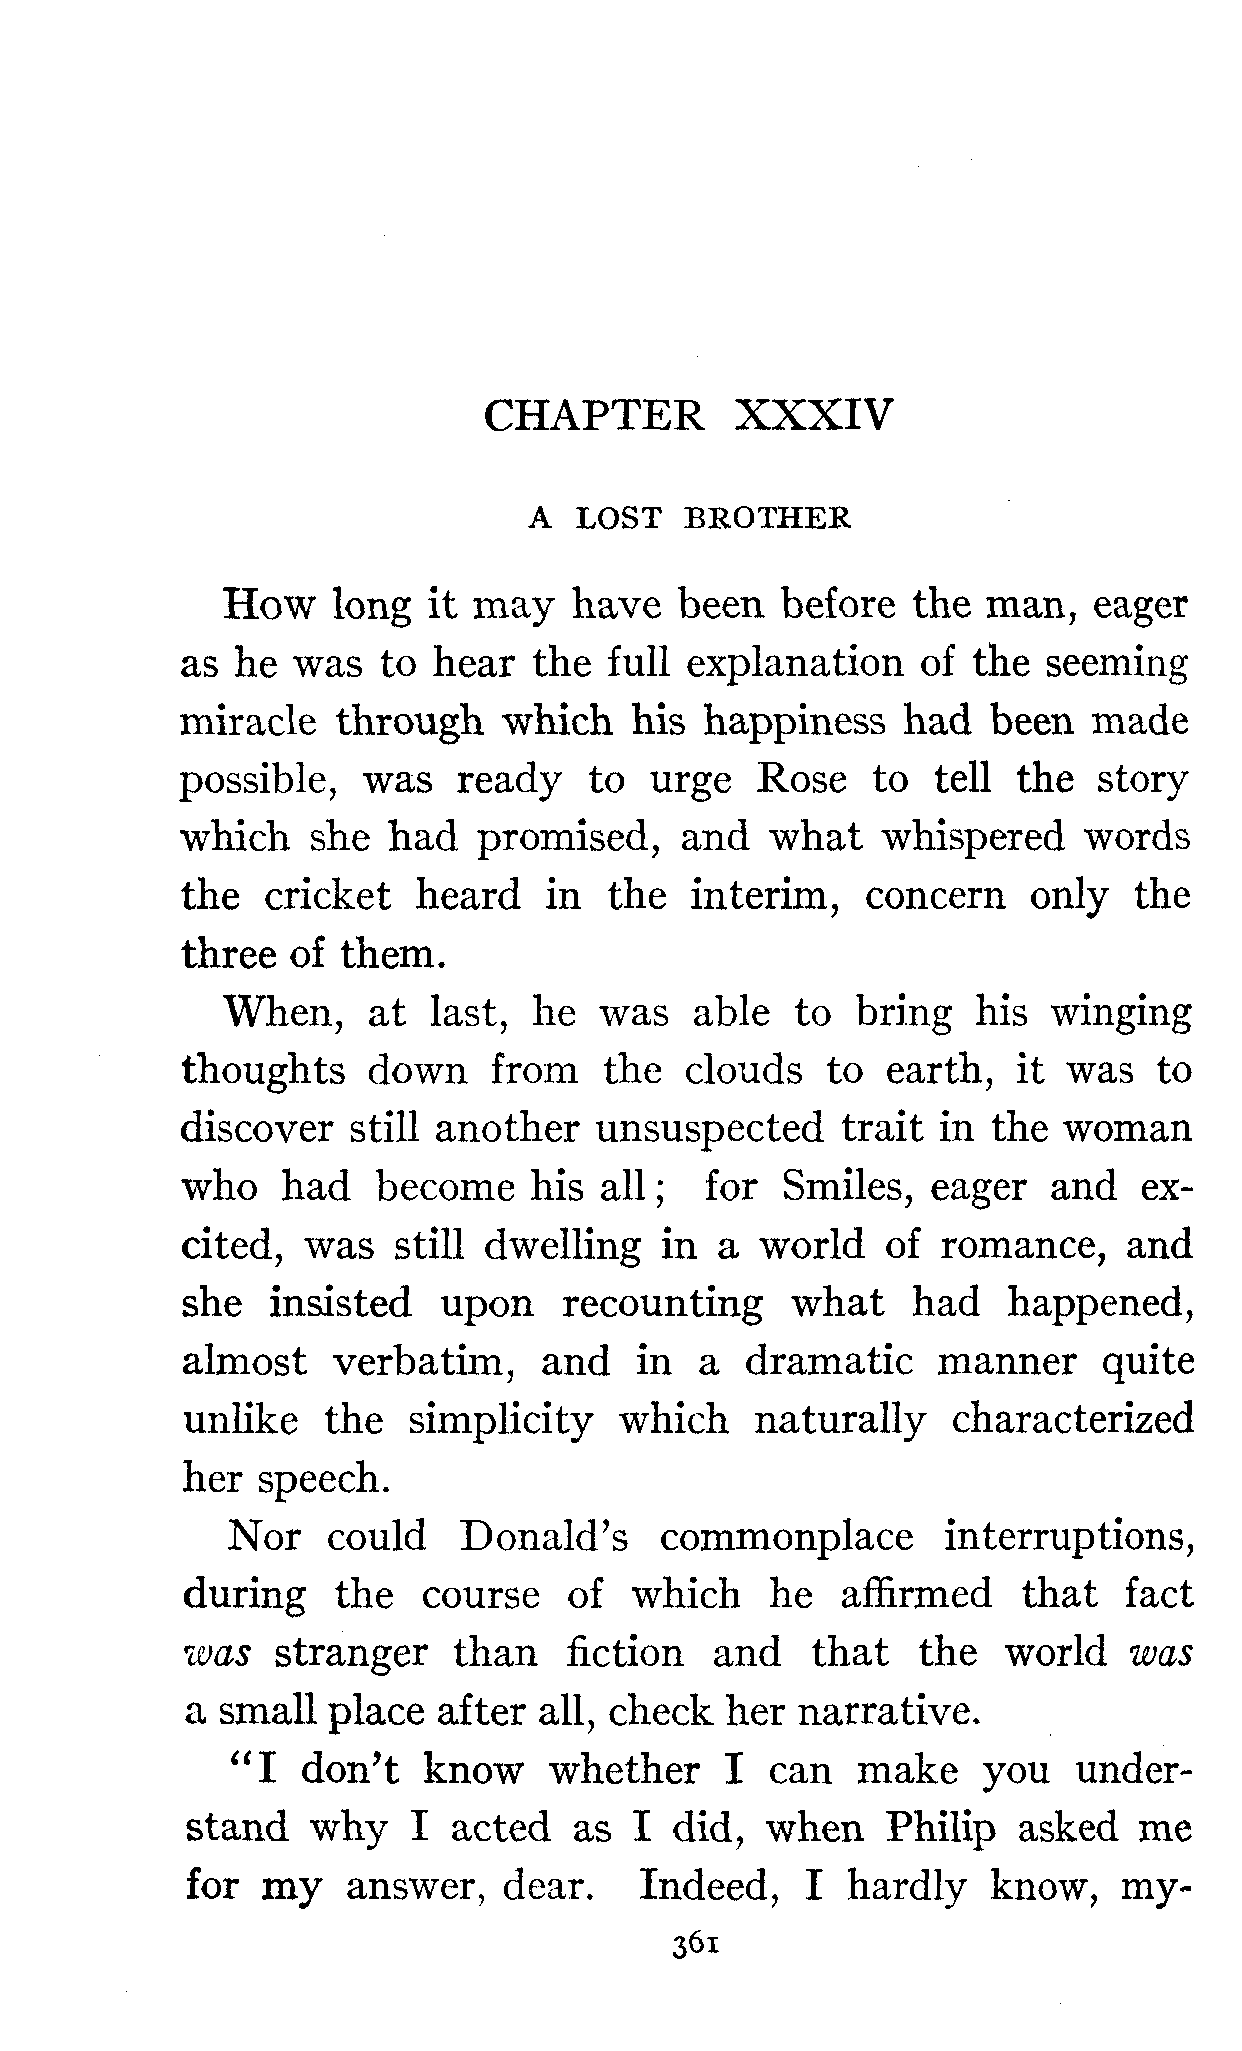 CHAPTER XXXIV
A LOST BROTHER
How long it may have been before the man, eager
as he was to hear the full explanation of the seeming
miracle through which his happiness had been made
possible, was ready to urge Rose to tell the story
which she had promised, and what whispered words
the cricket heard in the interim, concern only the
three of them.
When, at last, he was able to bring his winging
thoughts down from the clouds to earth, it was to
discover still another unsuspected trait in the woman
who had become his all; for Smiles, eager and ex-
cited, was still dwelling in a world of romance, and
she insisted upon recounting what had happened,
almost verbatim, and in a dramatic manner quite
unlike the simplicity which naturally characterized
her speech.
Nor could Donald's commonplace interruptions,
during the course of which he affirmed that fact
was stranger than fiction and that the world was
a small place after all, check her narrative.
"I don't know whether I can make you under-
stand why I acted as I did, when Philip asked me
for my answer, dear. Indeed, I hardly know, my-
361